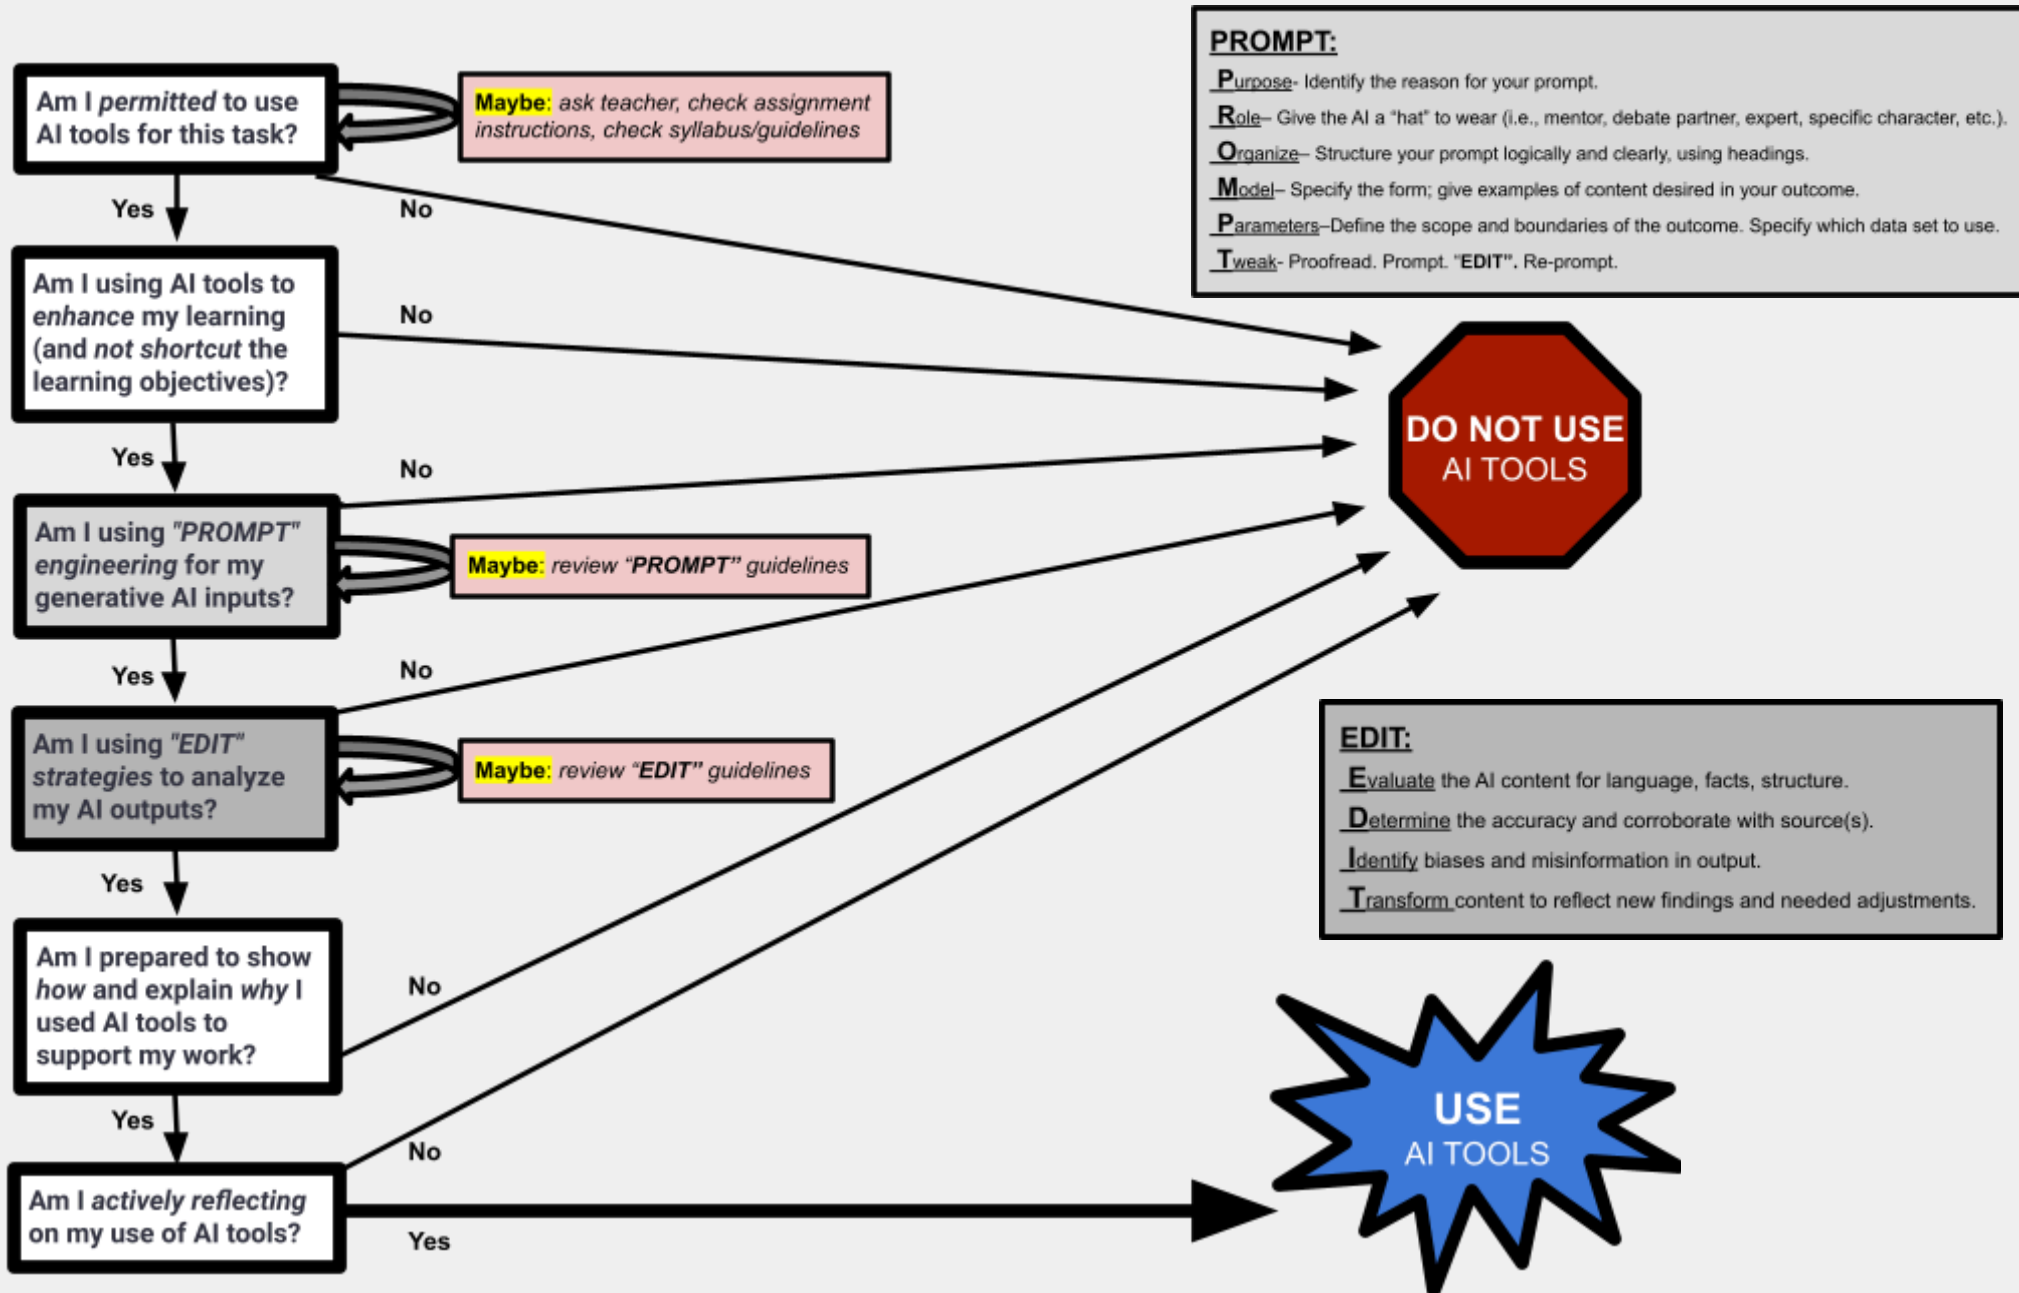 Am I permitted to use
AI tools for this task?
Maybe: ask teacher, check assignment
instructions, check syllabus/guidelines
Yes
No
Am I using AI tools to
enhance my learning
(and not shortcut the
learning objectives)?
No
Yes
No
Am I using "PROMPT"
engineering for my
generative AI inputs?
Maybe: review “PROMPT” guidelines
Yes
No
Am I using "EDIT"
strategies to analyze
my AI outputs?
Maybe: review “EDIT” guidelines
Yes
Am I prepared to show
how and explain why I
used AI tools to
support my work?
No
Yes
No
Am I actively reflecting
on my use of AI tools?
Yes
PROMPT:
Purpose- Identify the reason for your prompt.
Role– Give the AI a “hat” to wear (i.e., mentor, debate partner, expert, specific character, etc.).
Organize– Structure your prompt logically and clearly, using headings.
Model– Specify the form; give examples of content desired in your outcome.
Parameters–Define the scope and boundaries of the outcome. Specify which data set to use.
Tweak- Proofread. Prompt. “EDIT”. Re-prompt.
DO NOT USE
AI TOOLS
EDIT:
Evaluate the AI content for language, facts, structure.
Determine the accuracy and corroborate with source(s).
Identify biases and misinformation in output.
Transform content to reflect new findings and needed adjustments.
USE
AI TOOLS